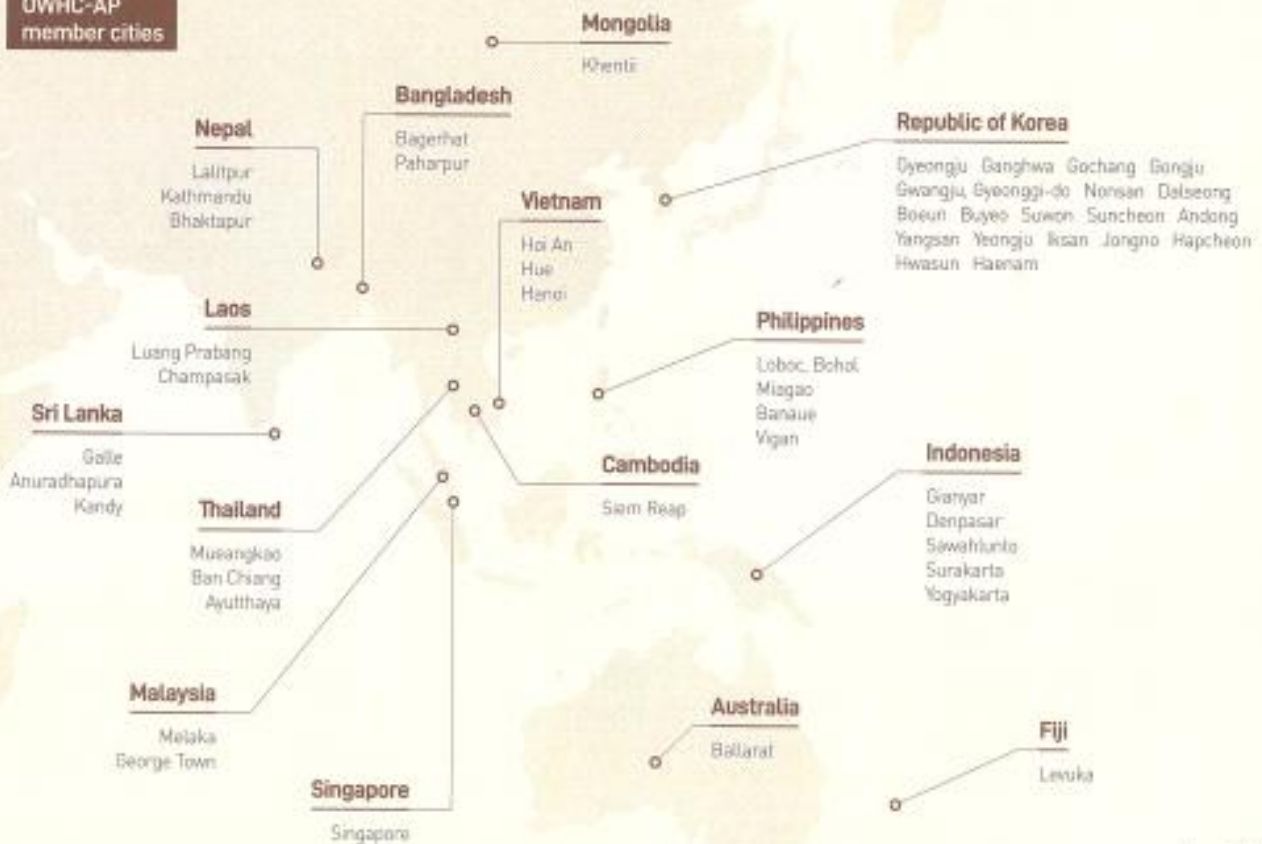 OWHC-AP
member cities
Mongolia
Khentii
Bangladesh
Bagerhat
Paharpur
Nepal
Lalitpur
Kathmandu
Bhaktapur
Republic of Korea
Gyeongju Ganghwa Gochang Gongju
Gwangju, Gyeonggi-do Nonsan Dalseong
Boeun Buyeo Suwon Suncheon Andong
Yangsan Yeongju Iksan Jongno Hapcheon
Hwasun Haenam
Vietnam
Hoi An
Hue
Hanoi
Laos
Luang Prabang
Champasak
Philippines
Loboc, Bohol
Miagao
Banaue
Vigan
Sri Lanka
Galle
Anuradhapura
Kandy
Cambodia
Siem Reap
Indonesia
Gianyar
Denpasar
Sawahlunto
Surakarta
Yogyakarta
Thailand
Mueangkao
Ban Chiang
Ayutthaya
Malaysia
Melaka
George Town
Australia
Ballarat
Fiji
Levuka
Singapore
Singapore